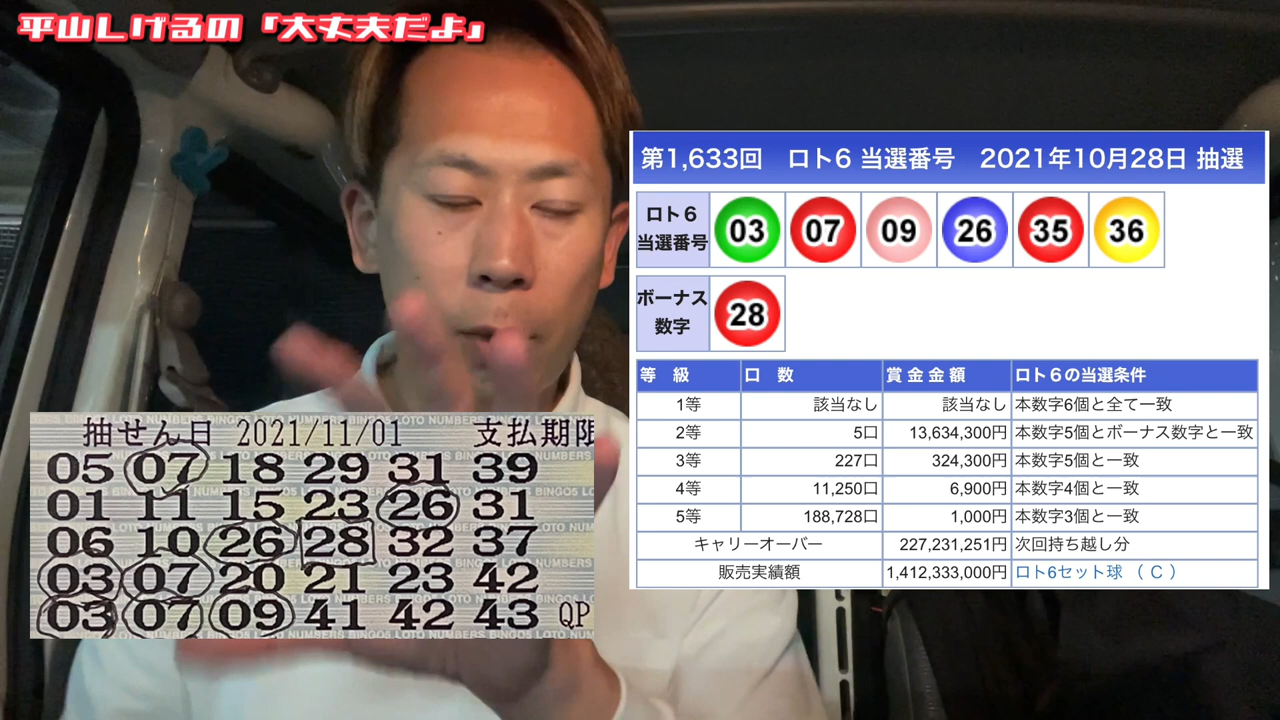 平山しげるの「大丈夫だよ」
第1,633回 ロト6 当選番号 2021年10月28日 抽選
ロト6
当選番号 03 07 09 26 35 36
ボーナス
数字 28
等 級 口 数 賞 金 金 額 ロト6の当選条件
1等 該当なし 該当なし 本数字6個と全て一致
2等 5口 13,634,300円 本数字5個とボーナス数字と一致
3等 227口 324,300円 本数字5個と一致
4等 11,250口 6,900円 本数字4個と一致
5等 188,728口 1,000円 本数字3個と一致
キャリーオーバー 227,231,251円 次回持ち越し分
販売実績額 1,412,333,000円 ロト6セット球 (C)
抽せん日 2021/11/01 支払期限
05 07 18 29 31 39
01 11 15 23 26 31
06 10 26 28 32 37
03 07 20 21 23 42
03 07 09 41 42 43 QP